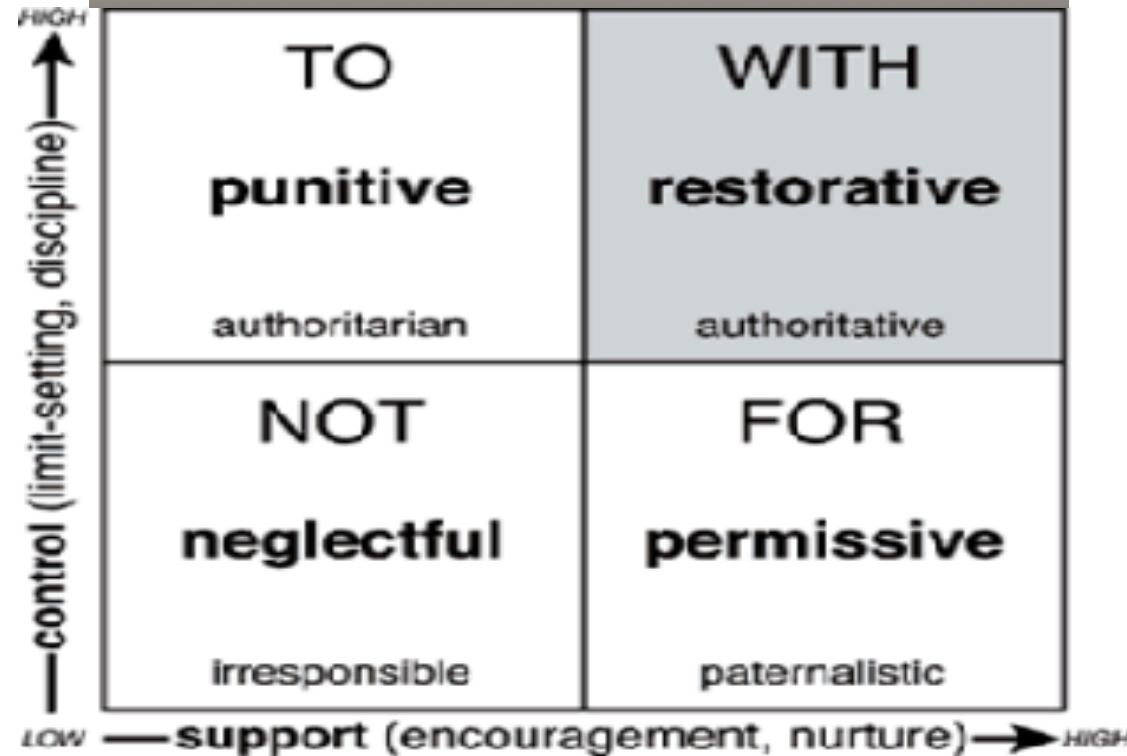 HIGH
control (limit-setting, discipline)
TO
punitive
authoritarian
WITH
restorative
authoritative
NOT
neglectful
irresponsible
FOR
permissive
paternalistic
LOW
support (encouragement, nurture)
HIGH